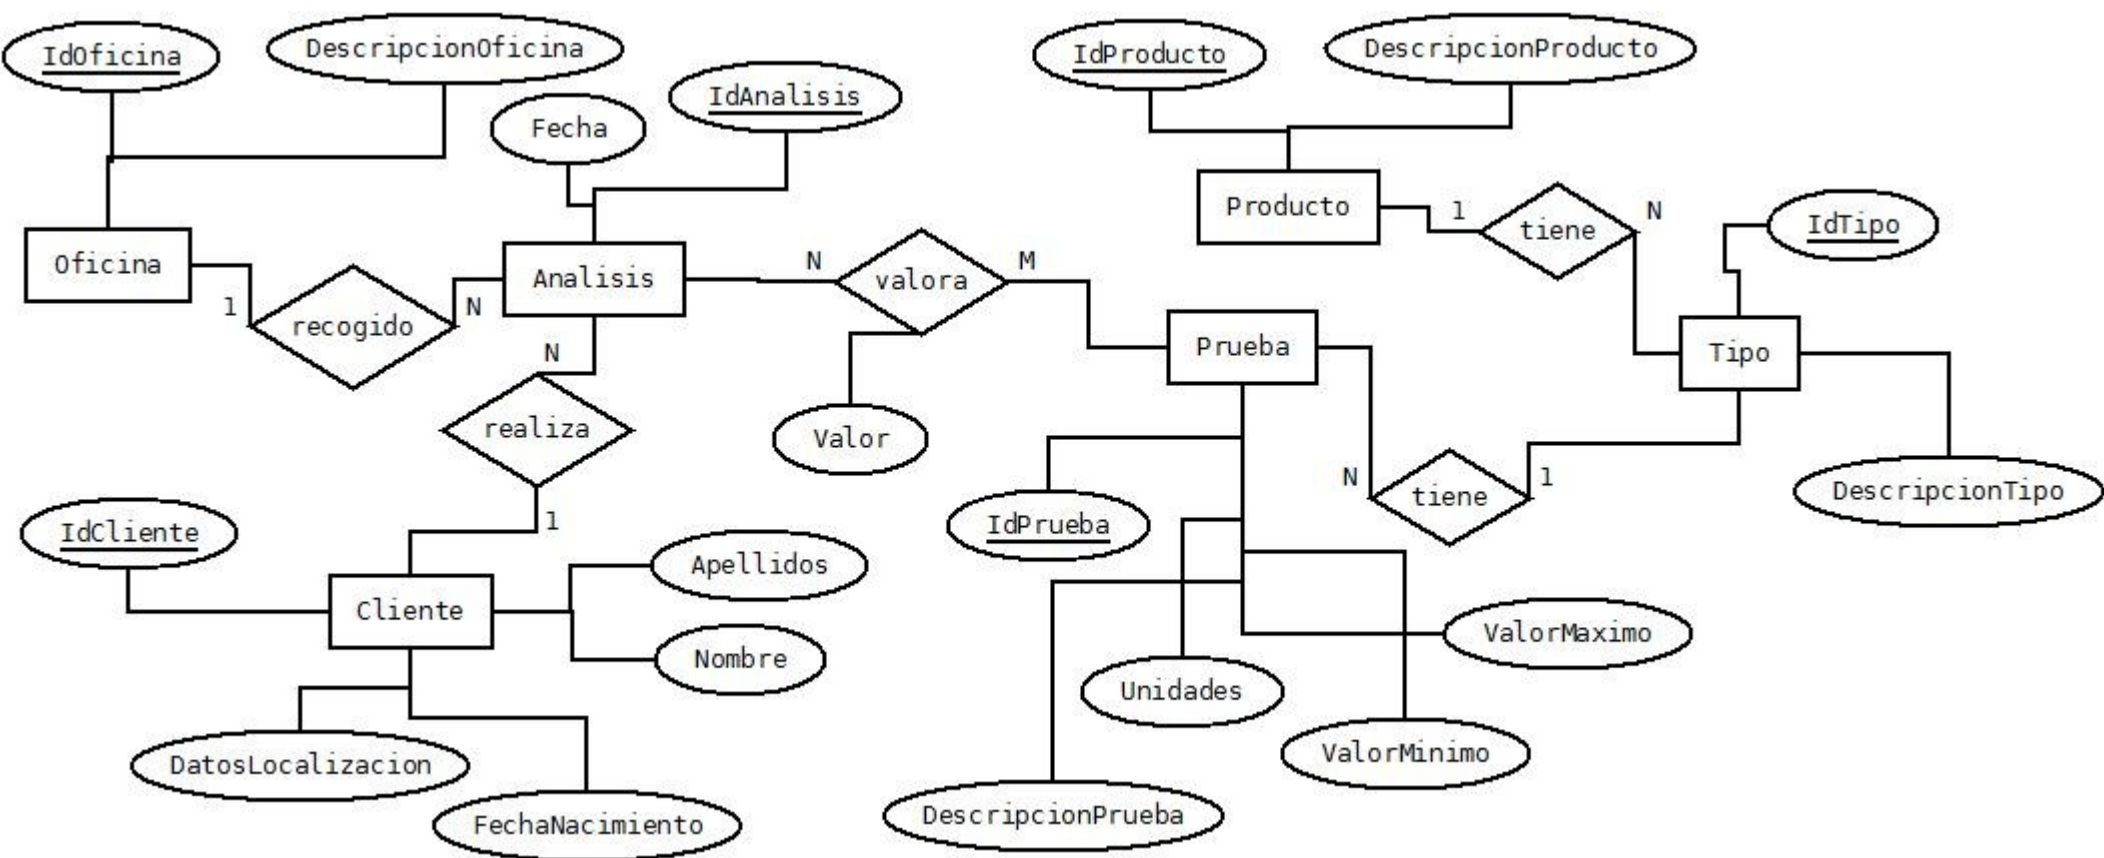 IdOficina
DescripcionOficina
Fecha
IdAnalisis
IdProducto
DescripcionProducto
Oficina
1
recogido
N
Analisis
N
valora
M
Valor
Producto
1
tiene
N
IdTipo
Tipo
DescripcionTipo
Prueba
N
tiene
1
N
realiza
1
IdCliente
Cliente
Apellidos
Nombre
DatosLocalizacion
FechaNacimiento
IdPrueba
Unidades
DescripcionPrueba
ValorMaximo
ValorMinimo